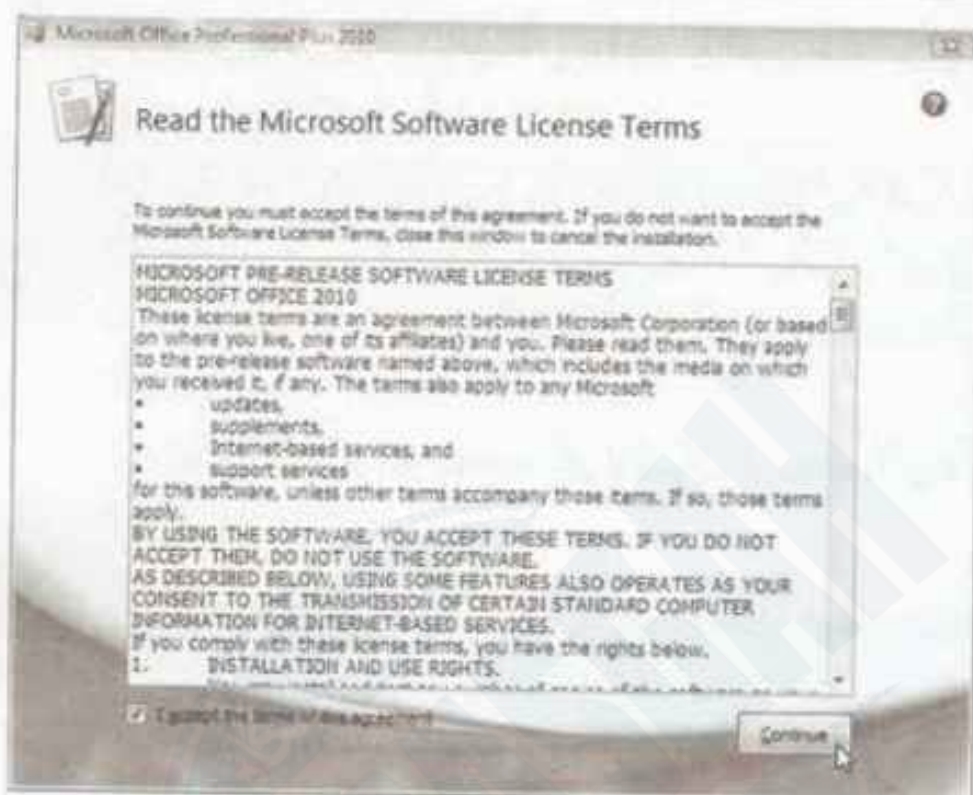 Microsoft Office Professional Plus 2010
Read the Microsoft Software License Terms
To continue you must accept the terms of this agreement. If you do not want to accept the
Microsoft Software License Terms, close this window to cancel the installation.
MICROSOFT PRE-RELEASE SOFTWARE LICENSE TERMS
MICROSOFT OFFICE 2010
These license terms are an agreement between Microsoft Corporation (or based
on where you live, one of its affiliates) and you. Please read them. They apply
to the pre-release software named above, which includes the media on which
you received it, if any. The terms also apply to any Microsoft
• updates,
• supplements,
• Internet-based services, and
• support services
for this software, unless other terms accompany those items. If so, those terms
apply.
BY USING THE SOFTWARE, YOU ACCEPT THESE TERMS. IF YOU DO NOT
ACCEPT THEM, DO NOT USE THE SOFTWARE.
AS DESCRIBED BELOW, USING SOME FEATURES ALSO OPERATES AS YOUR
CONSENT TO THE TRANSMISSION OF CERTAIN STANDARD COMPUTER
INFORMATION FOR INTERNET-BASED SERVICES.
If you comply with these license terms, you have the rights below.
1. INSTALLATION AND USE RIGHTS.
I accept the terms of this agreement
Continue